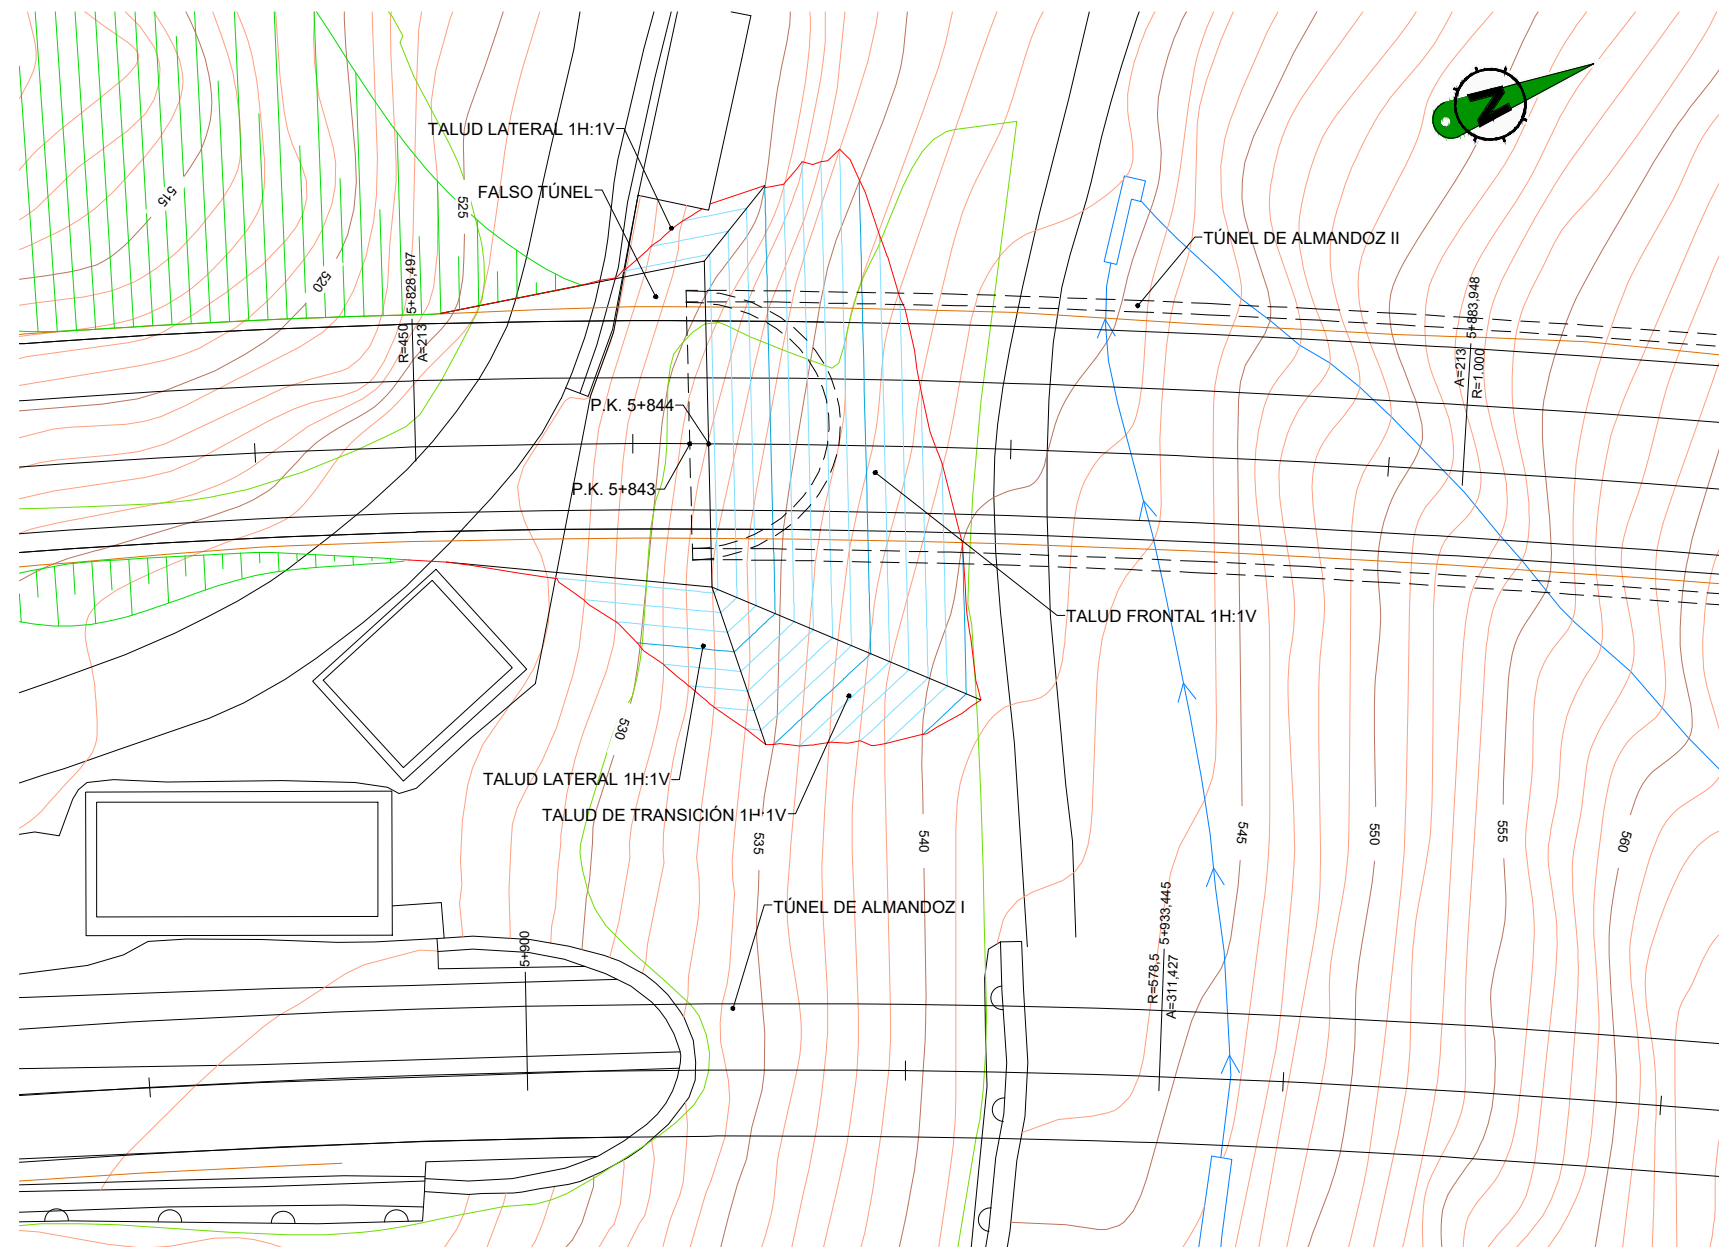 N
TALUD LATERAL 1H:1V
FALSO TÚNEL
515
525
520
R=450
5+828,497
A=213
TÚNEL DE ALMANDOZ II
A=213
5+883,948
R=1.000
P.K. 5+844
P.K. 5+843
TALUD FRONTAL 1H:1V
530
TALUD LATERAL 1H:1V
TALUD DE TRANSICIÓN 1H:1V
535
540
545
550
555
560
TÚNEL DE ALMANDOZ I
5+900
R=578,5
5+933,445
A=311,427